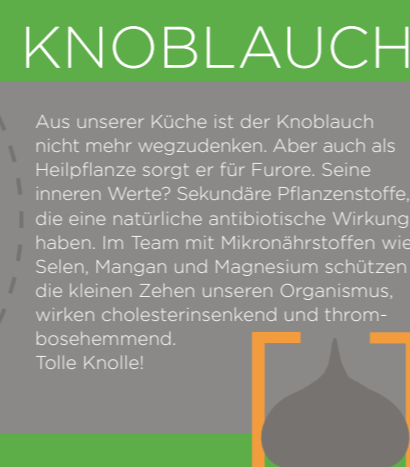 KNOBLAUCH
Aus unserer Küche ist der Knoblauch
nicht mehr wegzudenken. Aber auch als
Heilpflanze sorgt er für Furore. Seine
inneren Werte? Sekundäre Pflanzenstoffe,
die eine natürliche antibiotische Wirkung
haben. Im Team mit Mikronährstoffen wie
Selen, Mangan und Magnesium schützen
die kleinen Zehen unseren Organismus,
wirken cholesterinsenkend und throm-
bosehemmend.
Tolle Knolle!